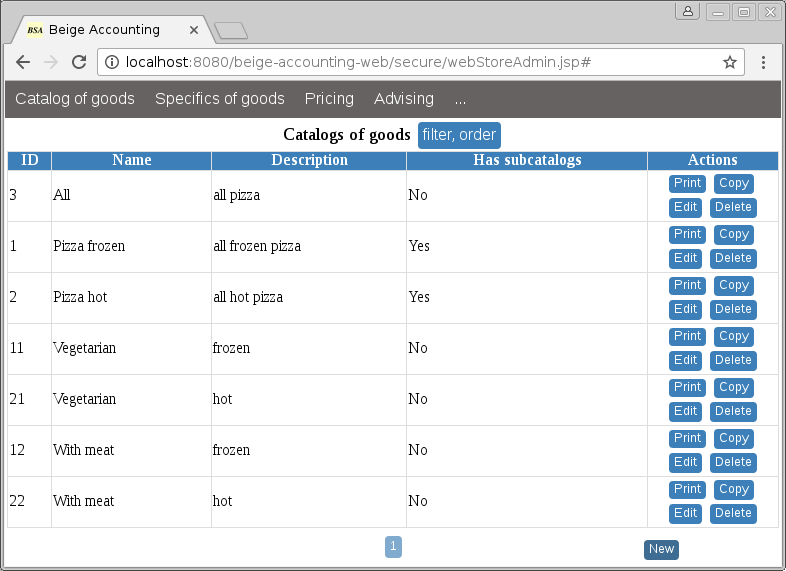 BSA Beige Accounting
localhost:8080/beige-accounting-web/secure/webStoreAdmin.jsp#
Catalog of goods Specifics of goods Pricing Advising ...
Catalogs of goods filter, order
ID Name Description Has subcatalogs Actions
3 All all pizza No Print Copy
Edit Delete
1 Pizza frozen all frozen pizza Yes Print Copy
Edit Delete
2 Pizza hot all hot pizza Yes Print Copy
Edit Delete
11 Vegetarian frozen No Print Copy
Edit Delete
21 Vegetarian hot No Print Copy
Edit Delete
12 With meat frozen No Print Copy
Edit Delete
22 With meat hot No Print Copy
Edit Delete
1 New